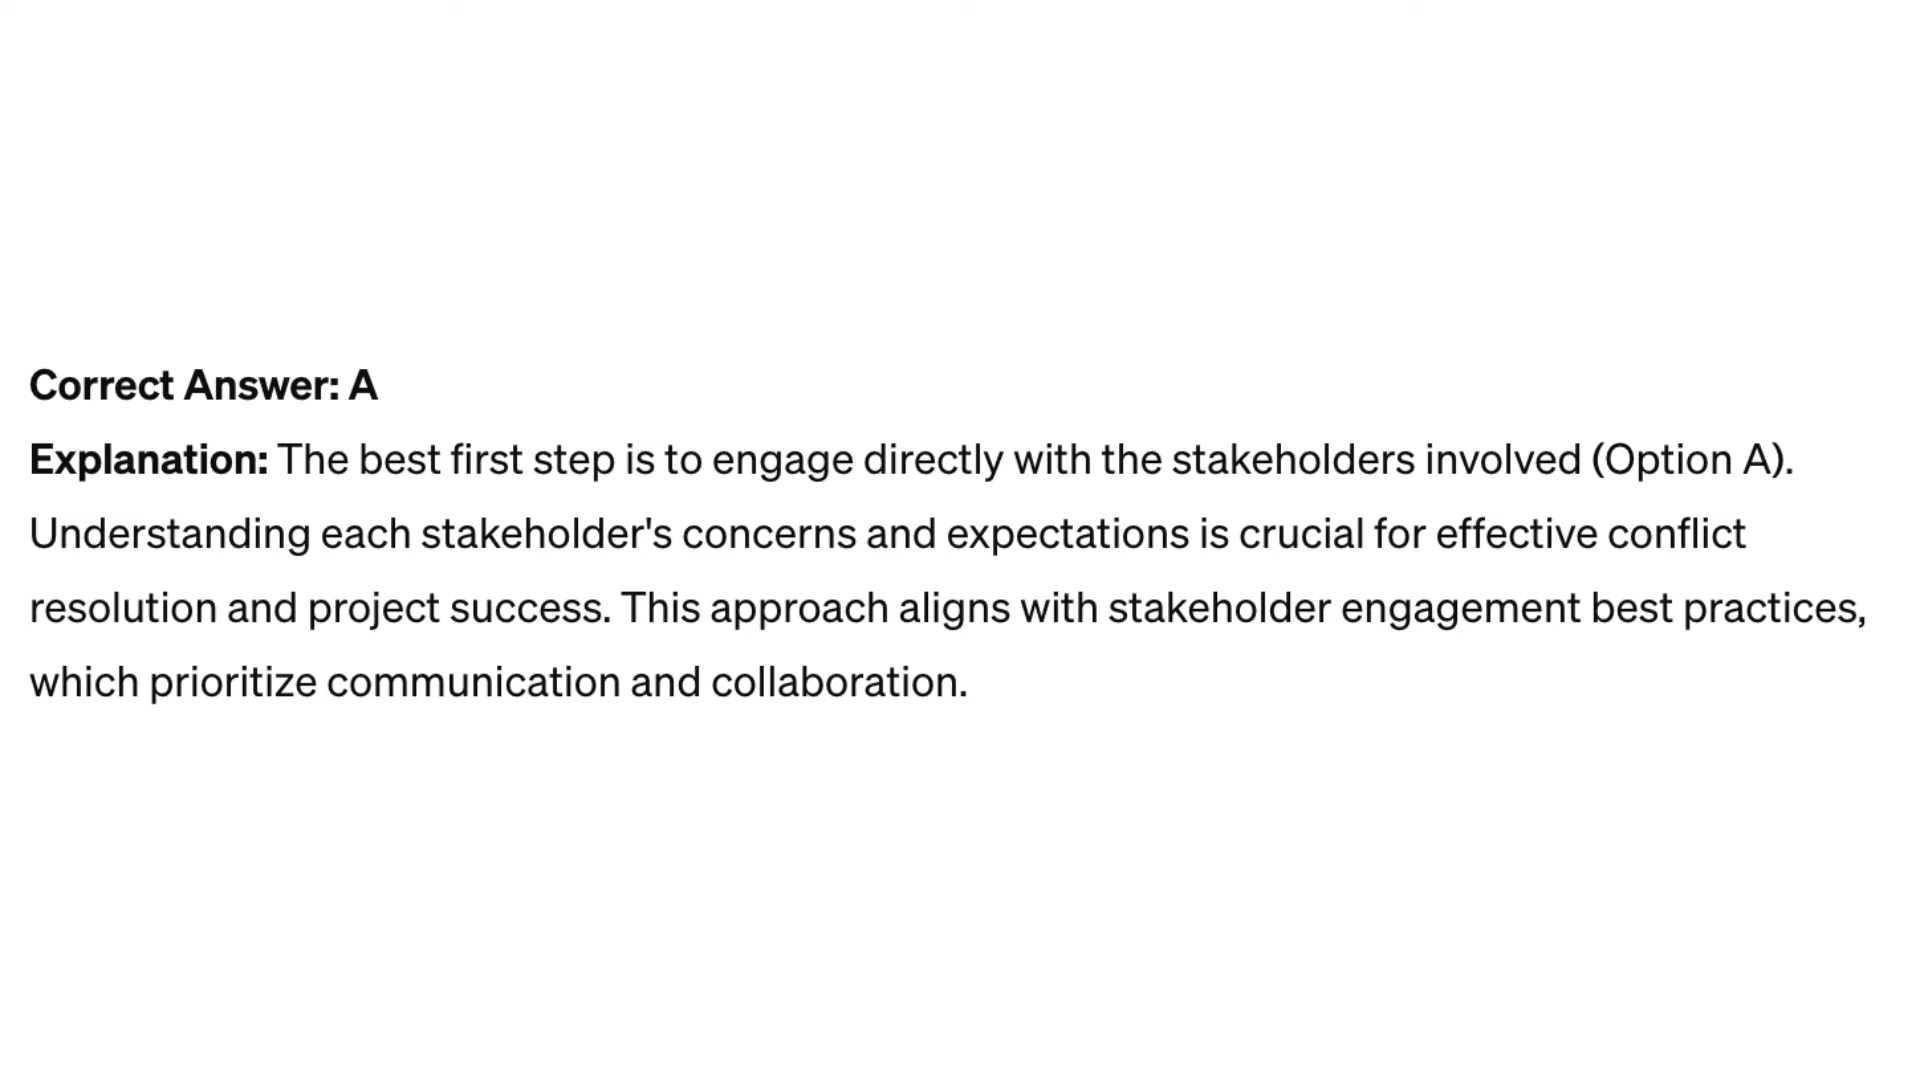 Correct Answer: A
Explanation: The best first step is to engage directly with the stakeholders involved (Option A).
Understanding each stakeholder's concerns and expectations is crucial for effective conflict
resolution and project success. This approach aligns with stakeholder engagement best practices,
which prioritize communication and collaboration.